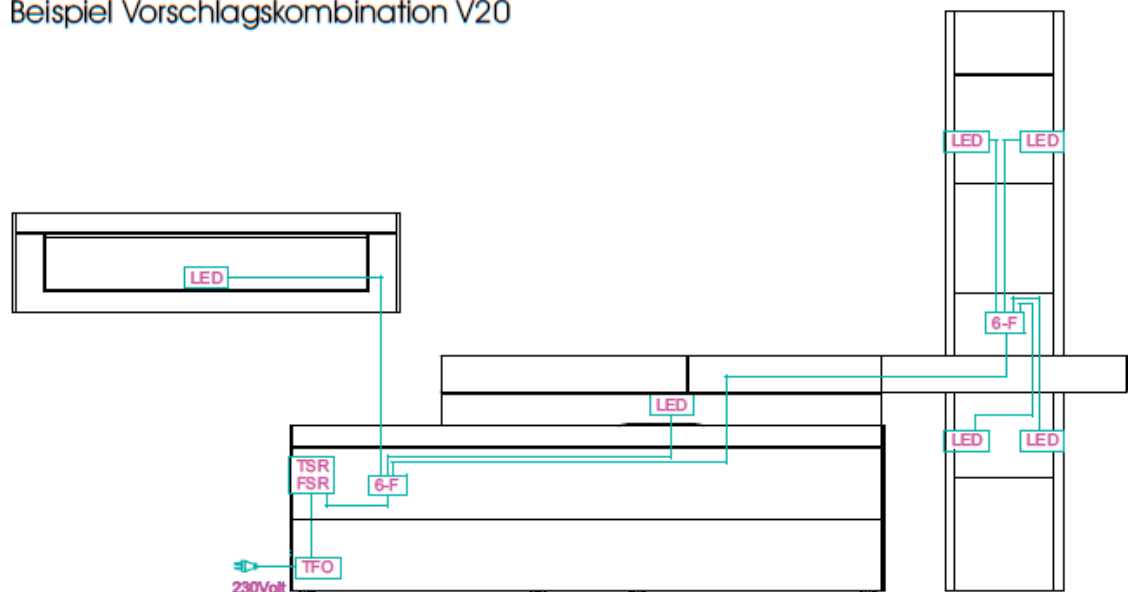 Beispiel Vorschlagskombination V20
LED LED
LED
6-F
LED
LED LED
TSR
FSR
6-F
TFO
230Volt